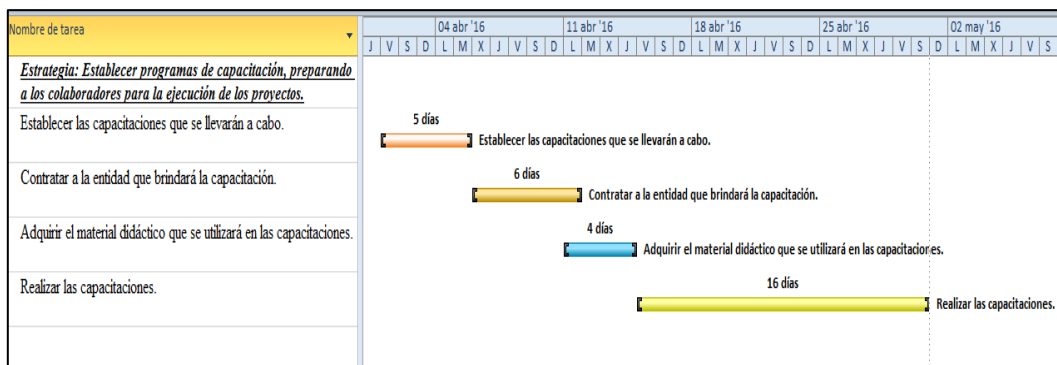 Nombre de tarea
04 abr '16 11 abr '16 18 abr '16 25 abr '16 02 may '16
J V S D L M X J V S D L M X J V S D L M X J V S D L M X J V S D L M X J V S
Estrategia: Establecer programas de capacitación, preparando
a los colaboradores para la ejecución de los proyectos.
5 días
Establecer las capacitaciones que se llevarán a cabo.
Establecer las capacitaciones que se llevarán a cabo.
6 días
Contratar a la entidad que brindará la capacitación.
Contratar a la entidad que brindará la capacitación.
4 días
Adquirir el material didáctico que se utilizará en las capacitaciones.
Adquirir el material didáctico que se utilizará en las capacitaciones.
16 días
Realizar las capacitaciones.
Realizar las capacitaciones.